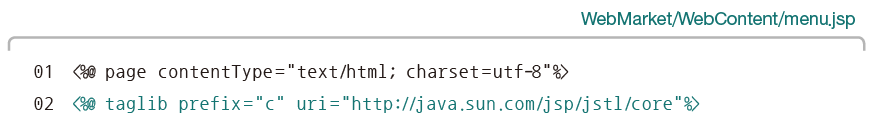 WebMarket/WebContent/menu.jsp
01 <%@ page contentType="text/html; charset=utf-8"%>
02 <%@ taglib prefix="c" uri="http://java.sun.com/jsp/jstl/core"%>